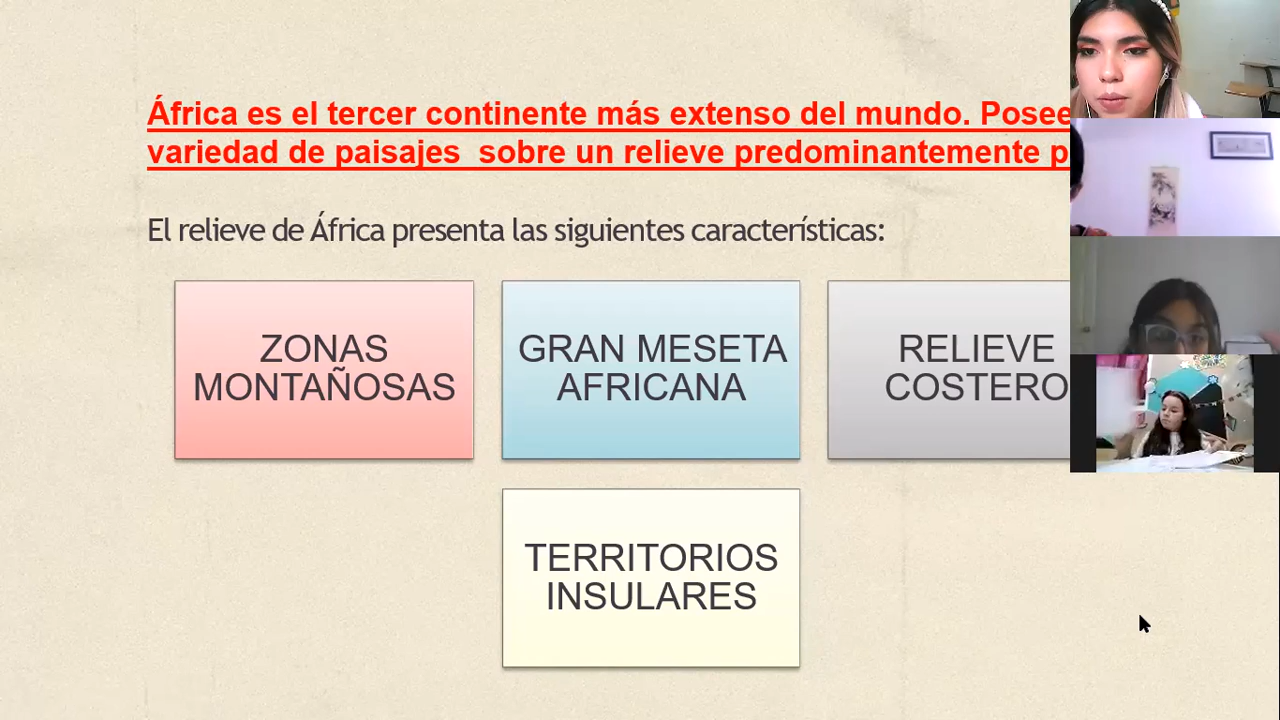 África es el tercer continente más extenso del mundo. Posee
variedad de paisajes sobre un relieve predominantemente
El relieve de África presenta las siguientes características:
ZONAS
MONTAÑOSAS
GRAN MESETA
AFRICANA
RELIEVE
COSTERO
TERRITORIOS
INSULARES